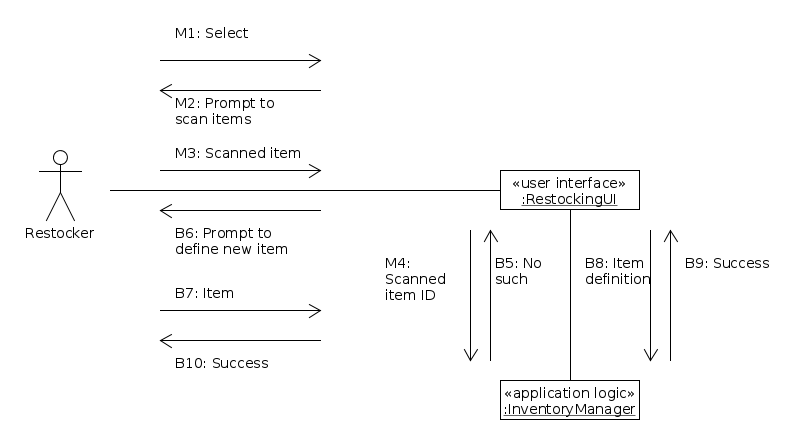 M1: Select
M2: Prompt to
scan items
M3: Scanned item
«user interface»
:RestockingUI
Restocker
B6: Prompt to
define new item
M4:
Scanned
item ID
B5: No
such
B8: Item
definition
B9: Success
B7: Item
B10: Success
«application logic»
:InventoryManager